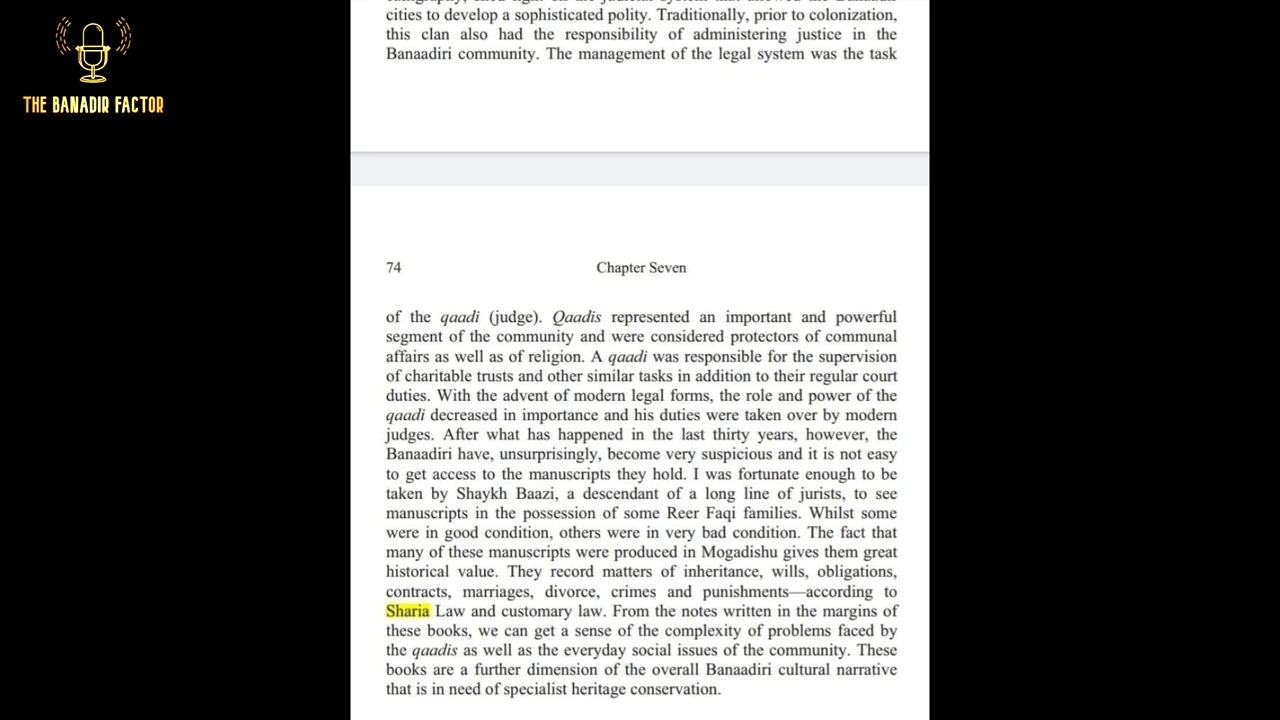 THE BANADIR FACTOR
cities to develop a sophisticated polity. Traditionally, prior to colonization,
this clan also had the responsibility of administering justice in the
Banaadiri community. The management of the legal system was the task
74 Chapter Seven
of the qaadi (judge). Qaadis represented an important and powerful
segment of the community and were considered protectors of communal
affairs as well as of religion. A qaadi was responsible for the supervision
of charitable trusts and other similar tasks in addition to their regular court
duties. With the advent of modern legal forms, the role and power of the
qaadi decreased in importance and his duties were taken over by modern
judges. After what has happened in the last thirty years, however, the
Banaadiri have, unsurprisingly, become very suspicious and it is not easy
to get access to the manuscripts they hold. I was fortunate enough to be
taken by Shaykh Baazi, a descendant of a long line of jurists, to see
manuscripts in the possession of some Reer Faqi families. Whilst some
were in good condition, others were in very bad condition. The fact that
many of these manuscripts were produced in Mogadishu gives them great
historical value. They record matters of inheritance, wills, obligations,
contracts, marriages, divorce, crimes and punishments—according to
Sharia Law and customary law. From the notes written in the margins of
these books, we can get a sense of the complexity of problems faced by
the qaadis as well as the everyday social issues of the community. These
books are a further dimension of the overall Banaadiri cultural narrative
that is in need of specialist heritage conservation.